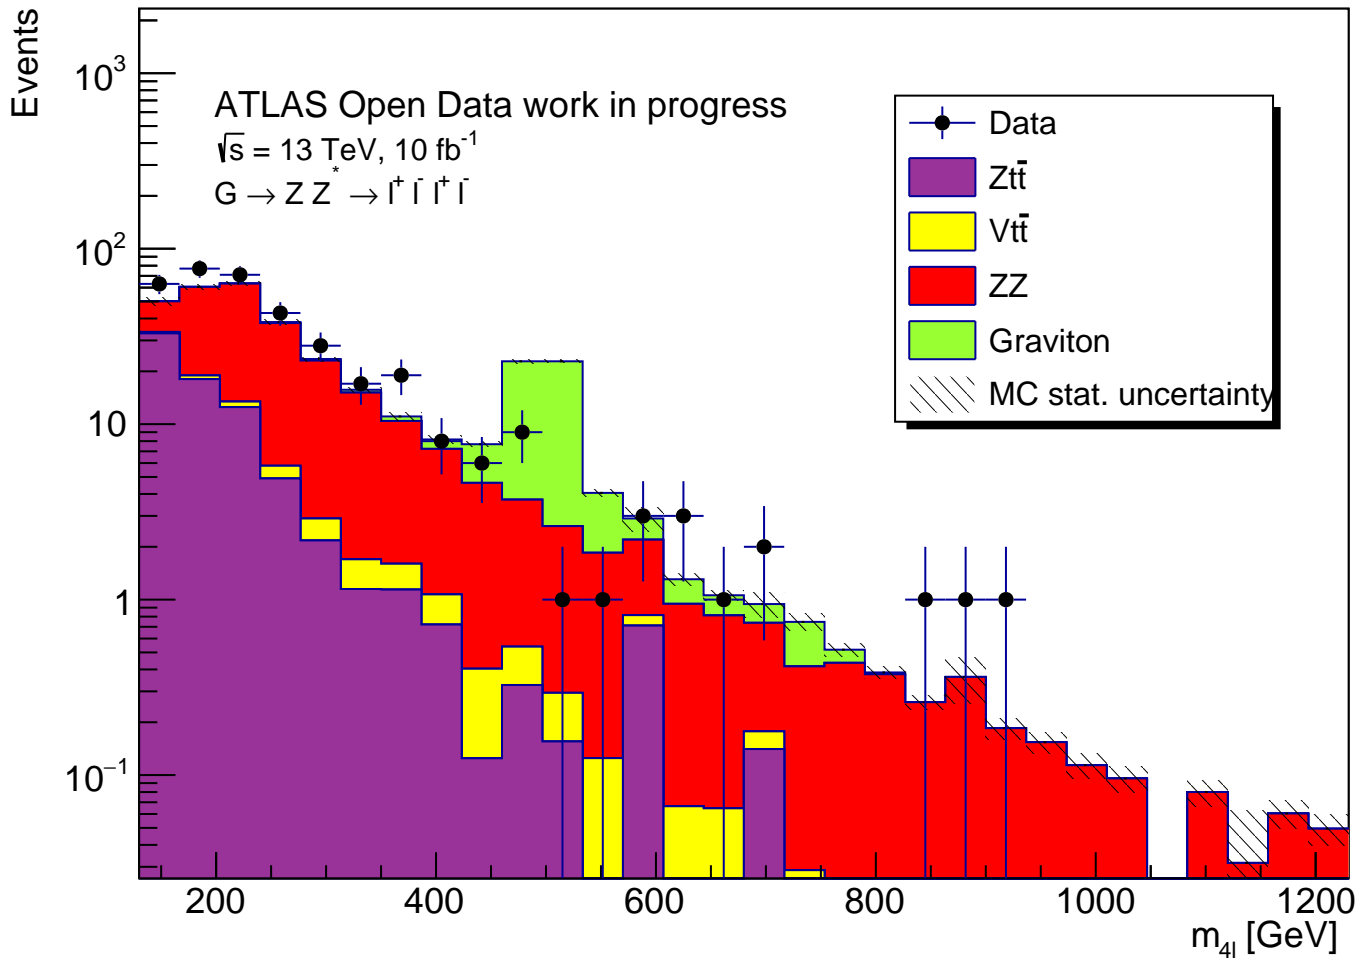 Events
10³
10²
10
1
10⁻¹
ATLAS Open Data work in progress
√s = 13 TeV, 10 fb⁻¹
G → Z Z* → l⁺ l⁻ l⁺ l⁻
Data
Ztt̄
Vtt̄
ZZ
Graviton
MC stat. uncertainty
200 400 600 800 1000 1200
m₄ₗ [GeV]